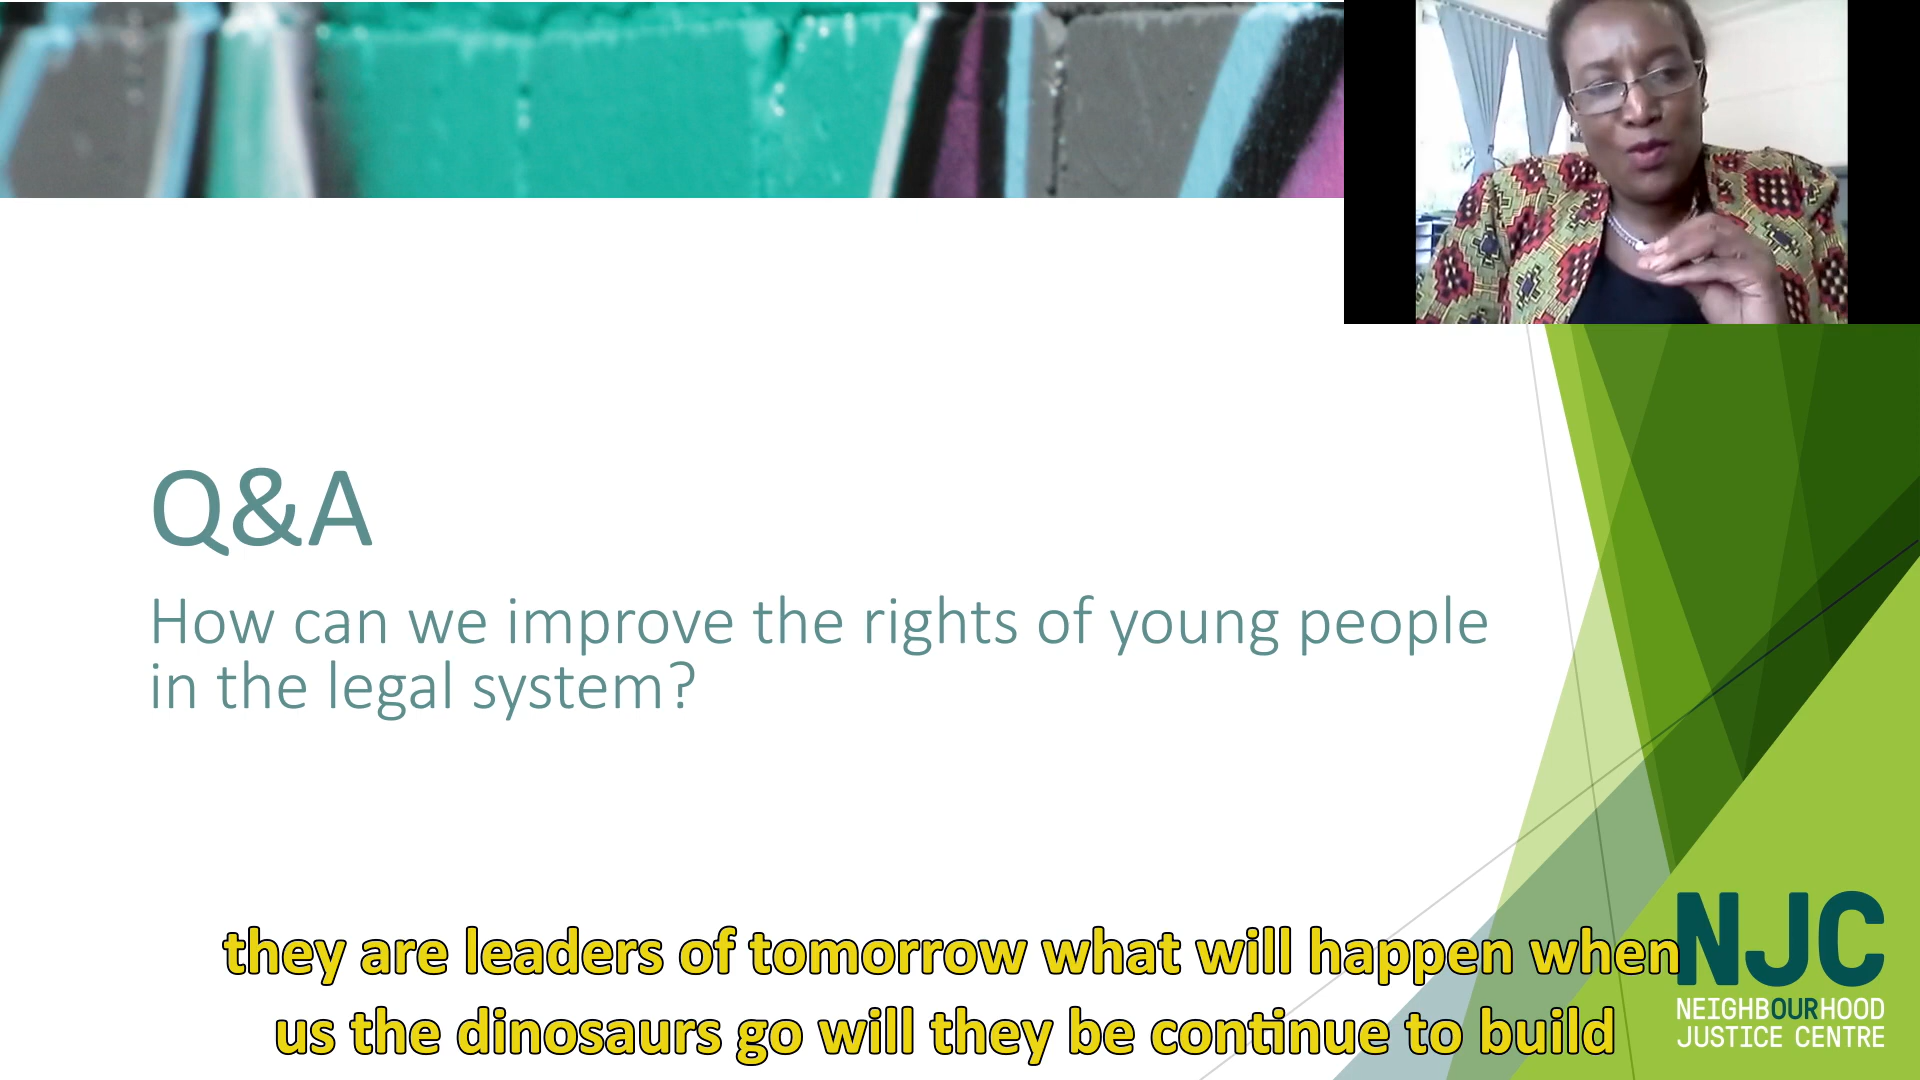 Q&A
How can we improve the rights of young people
in the legal system?
they are leaders of tomorrow what will happen when
us the dinosaurs go will they be continue to build
NJC
NEIGHBOURHOOD
JUSTICE CENTRE